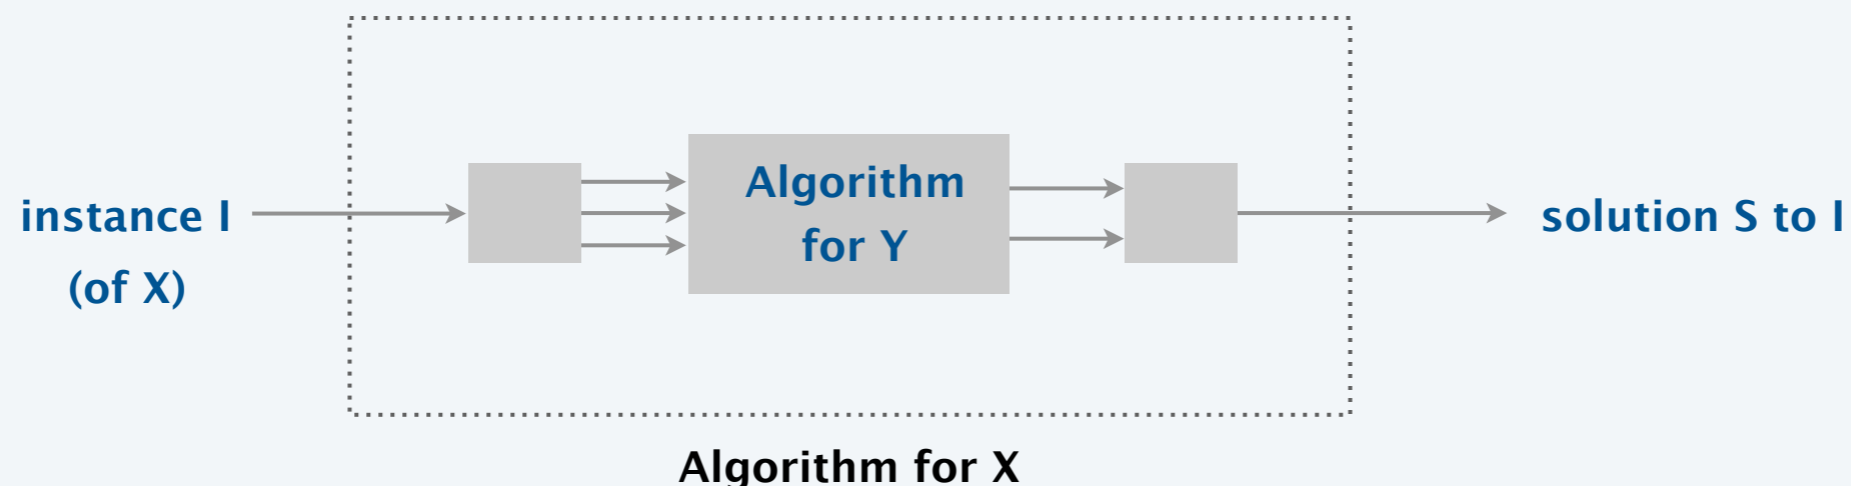 instance I
(of X)
Algorithm
for Y
solution S to I
Algorithm for X